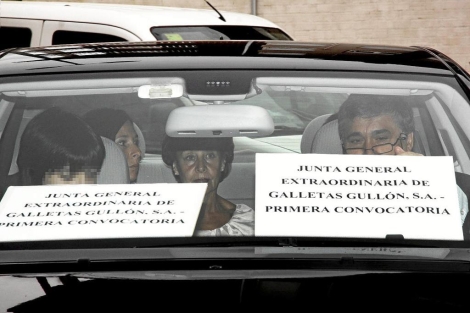 JUNTA GENERAL
EXTRAORDINARIA DE
GALLETAS GULLÓN, S.A. -
PRIMERA CONVOCATORIA
JUNTA GENERAL
EXTRAORDINARIA DE
GALLETAS GULLÓN, S.A. -
PRIMERA CONVOCATORIA